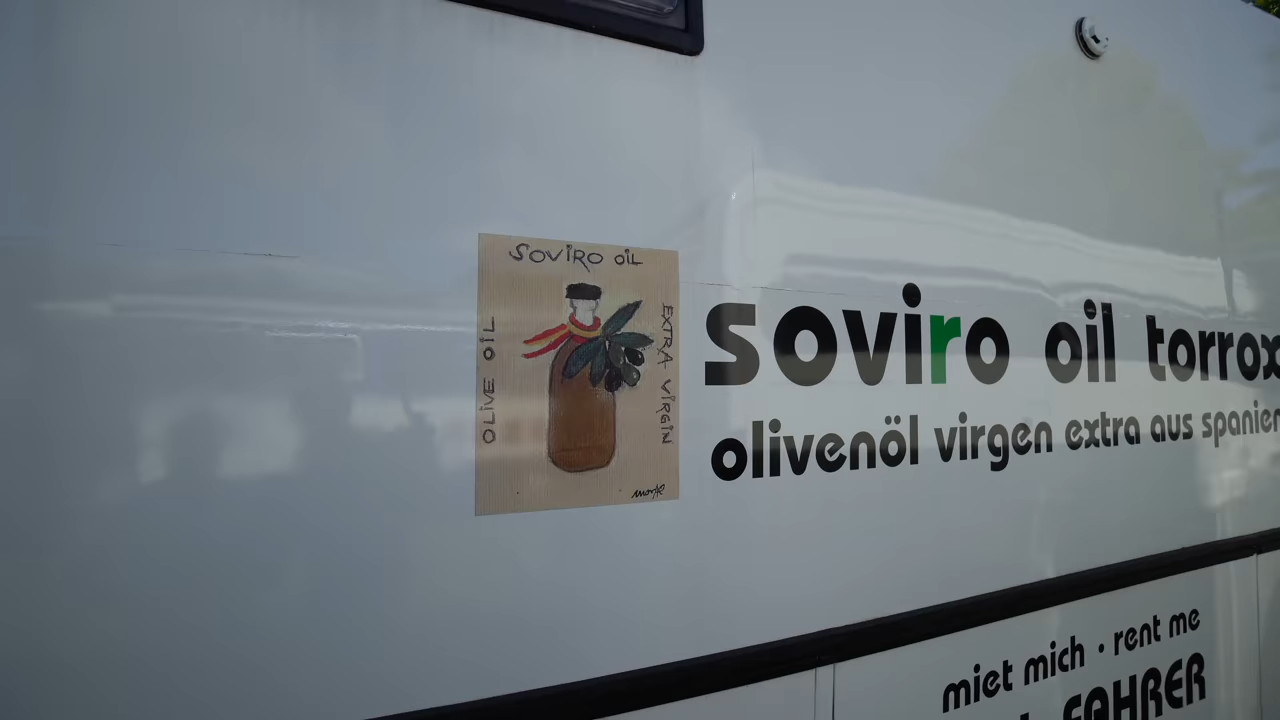 SOVIRO OIL
OLIVE OIL
EXTRA VIRGIN
soviro oil torrox
olivenöl virgen extra aus spanien
miet mich · rent me
FAHRER